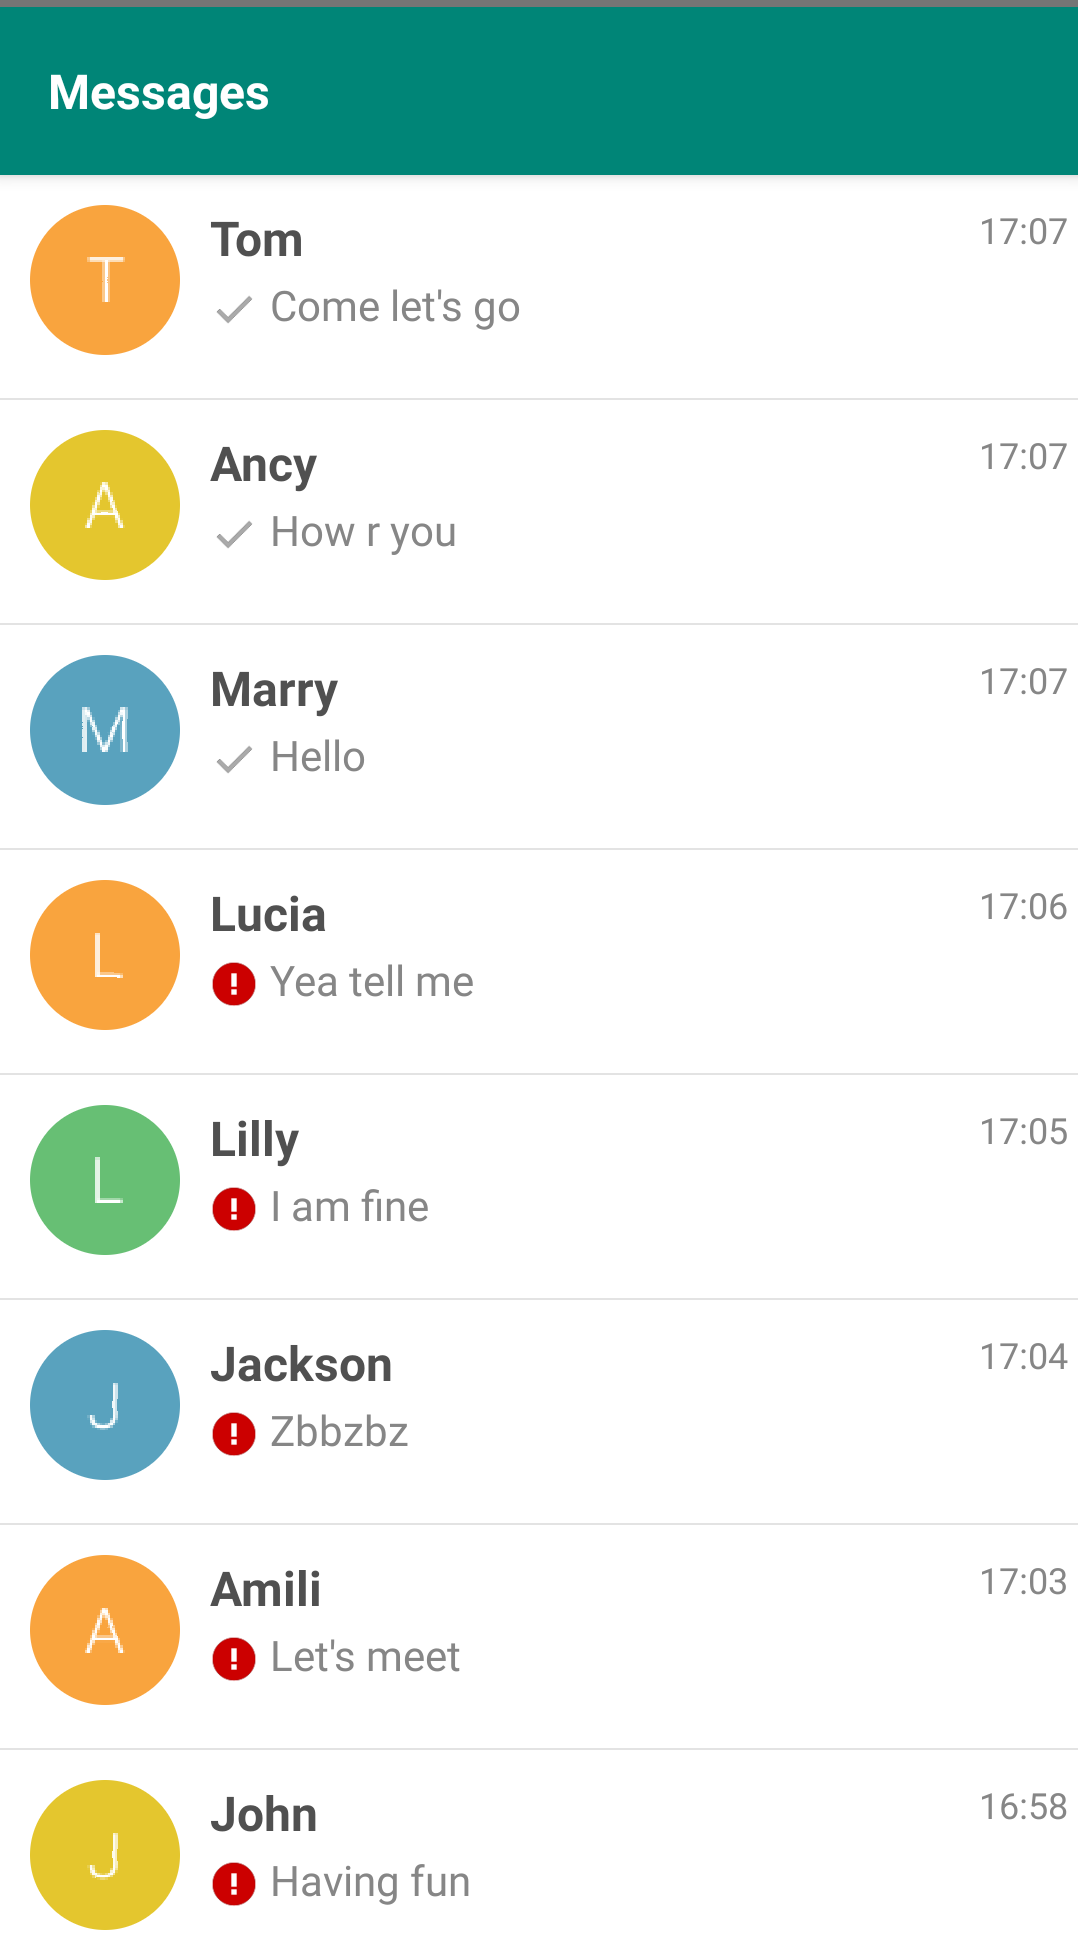 Messages
T
Tom
17:07
Come let's go
A
Ancy
17:07
How r you
M
Marry
17:07
Hello
L
Lucia
17:06
Yea tell me
L
Lilly
17:05
I am fine
J
Jackson
17:04
Zbbzbz
A
Amili
17:03
Let's meet
J
John
16:58
Having fun